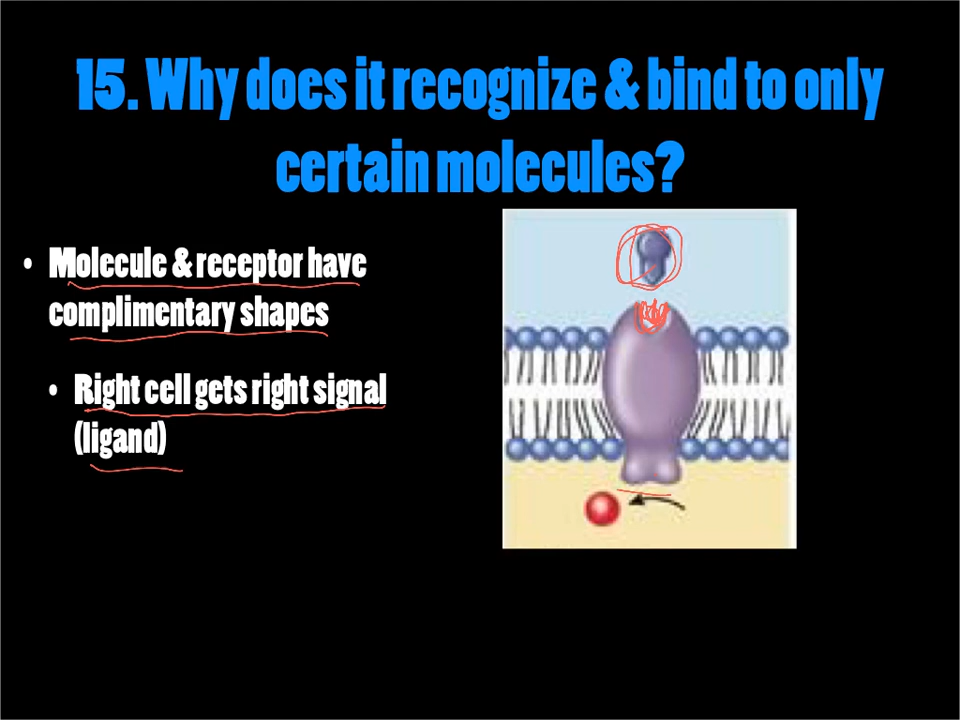 15. Why does it recognize & bind to only
certain molecules?
• Molecule & receptor have
complimentary shapes
• Right cell gets right signal
(ligand)